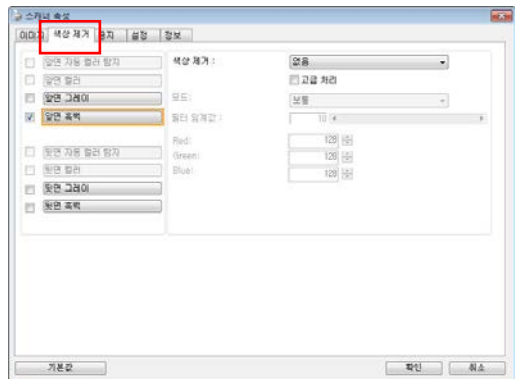 스캐너 속성
이미지 색상 제거 용지 설정 정보
앞면 자동 컬러 탐지
앞면 컬러
앞면 그레이
앞면 흑백
뒷면 자동 컬러 탐지
뒷면 컬러
뒷면 그레이
뒷면 흑백
색상 제거 : 없음
고급 처리
모드: 보통
필터 임계값 : 10
Red: 128
Green: 128
Blue: 128
기본값 확인 취소